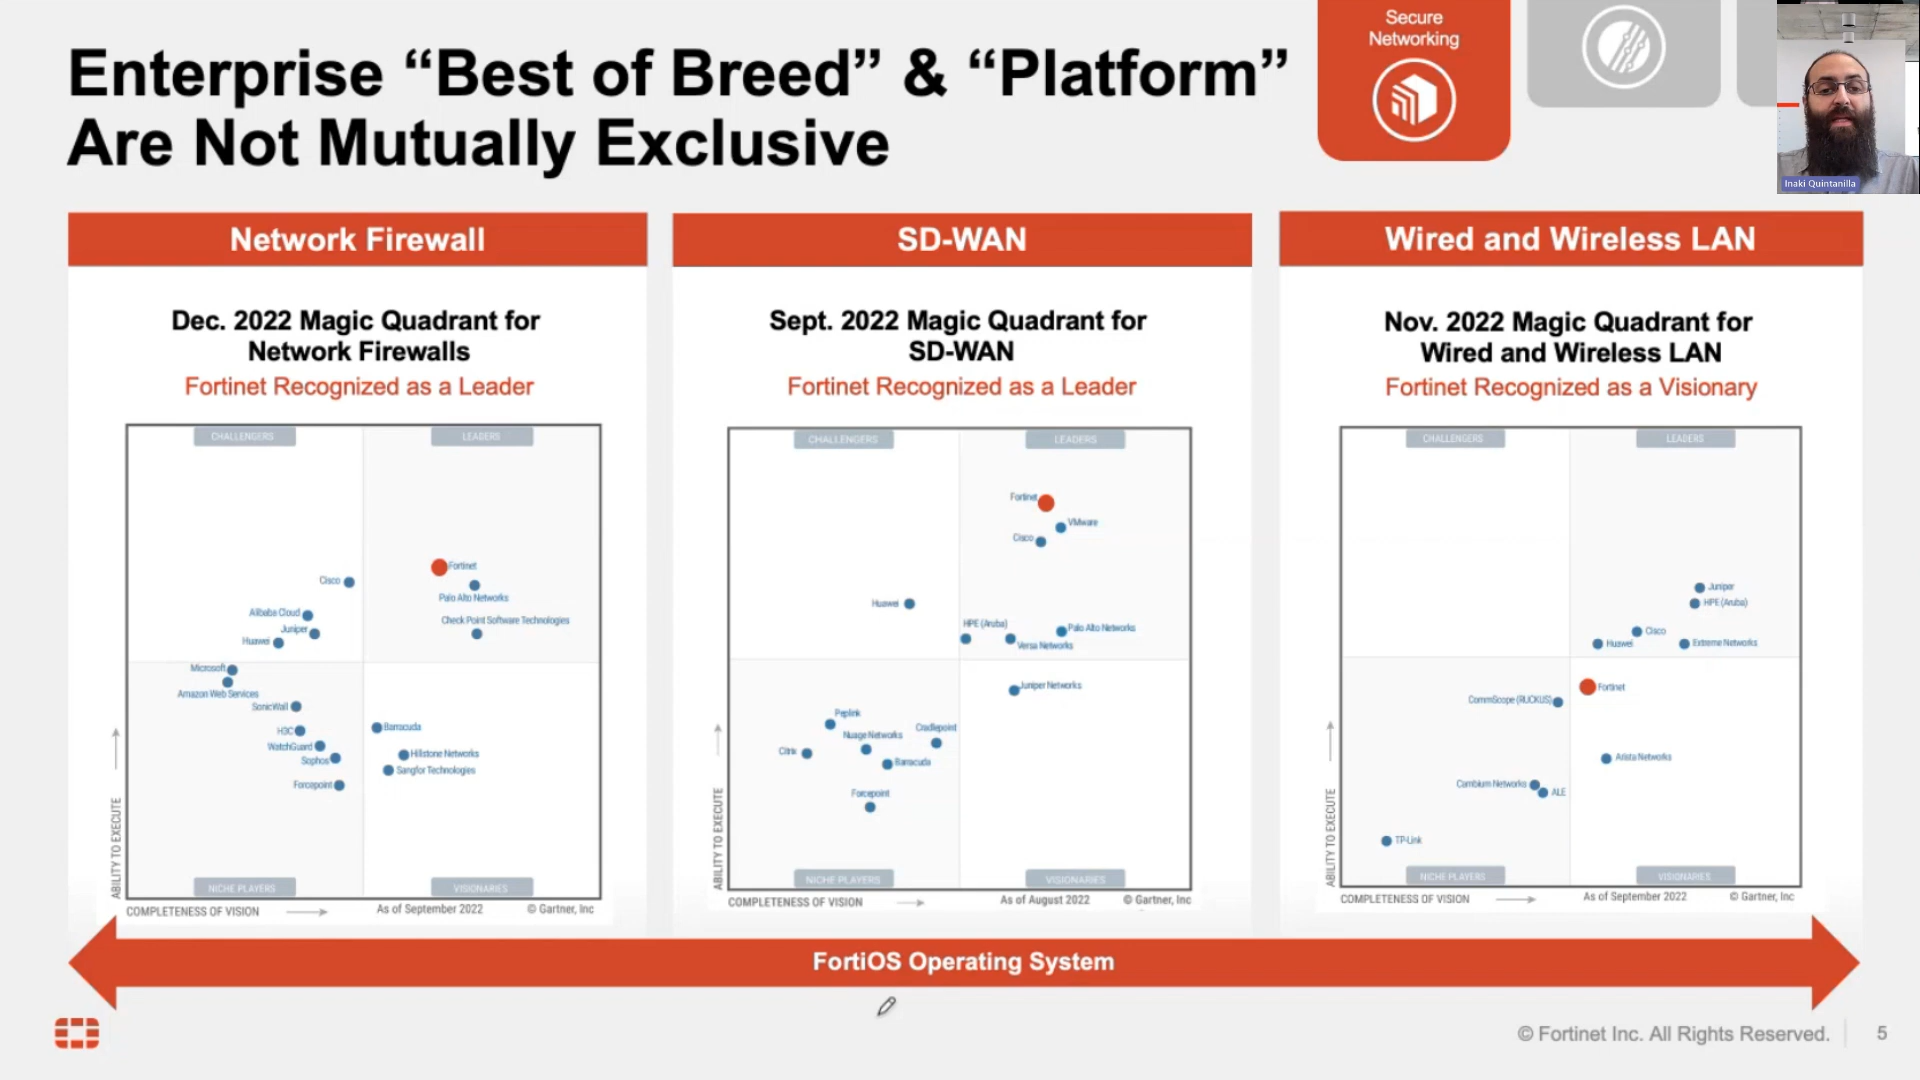 Enterprise “Best of Breed” & “Platform”
Are Not Mutually Exclusive
Secure
Networking
Inaki Quintanilla
Network Firewall
Dec. 2022 Magic Quadrant for
Network Firewalls
Fortinet Recognized as a Leader
CHALLENGERS
LEADERS
Fortinet
Cisco
Palo Alto Networks
Alibaba Cloud
Check Point Software Technologies
Juniper
Huawei
Microsoft
Amazon Web Services
SonicWall
H3C
Barracuda
WatchGuard
Hillstone Networks
Sophos
Sangfor Technologies
Forcepoint
NICHE PLAYERS
VISIONARIES
ABILITY TO EXECUTE
COMPLETENESS OF VISION
As of September 2022
© Gartner, Inc
SD-WAN
Sept. 2022 Magic Quadrant for
SD-WAN
Fortinet Recognized as a Leader
CHALLENGERS
LEADERS
Fortinet
VMware
Cisco
Huawei
HPE (Aruba)
Palo Alto Networks
Versa Networks
Juniper Networks
Peplink
Cradlepoint
Nuage Networks
Citrix
Barracuda
Forcepoint
NICHE PLAYERS
VISIONARIES
ABILITY TO EXECUTE
COMPLETENESS OF VISION
As of August 2022
© Gartner, Inc
Wired and Wireless LAN
Nov. 2022 Magic Quadrant for
Wired and Wireless LAN
Fortinet Recognized as a Visionary
CHALLENGERS
LEADERS
Juniper
HPE (Aruba)
Cisco
Huawei
Extreme Networks
Fortinet
CommScope (RUCKUS)
Arista Networks
Cambium Networks
ALE
TP-Link
NICHE PLAYERS
VISIONARIES
ABILITY TO EXECUTE
COMPLETENESS OF VISION
As of September 2022
© Gartner, Inc
FortiOS Operating System
© Fortinet Inc. All Rights Reserved.
5